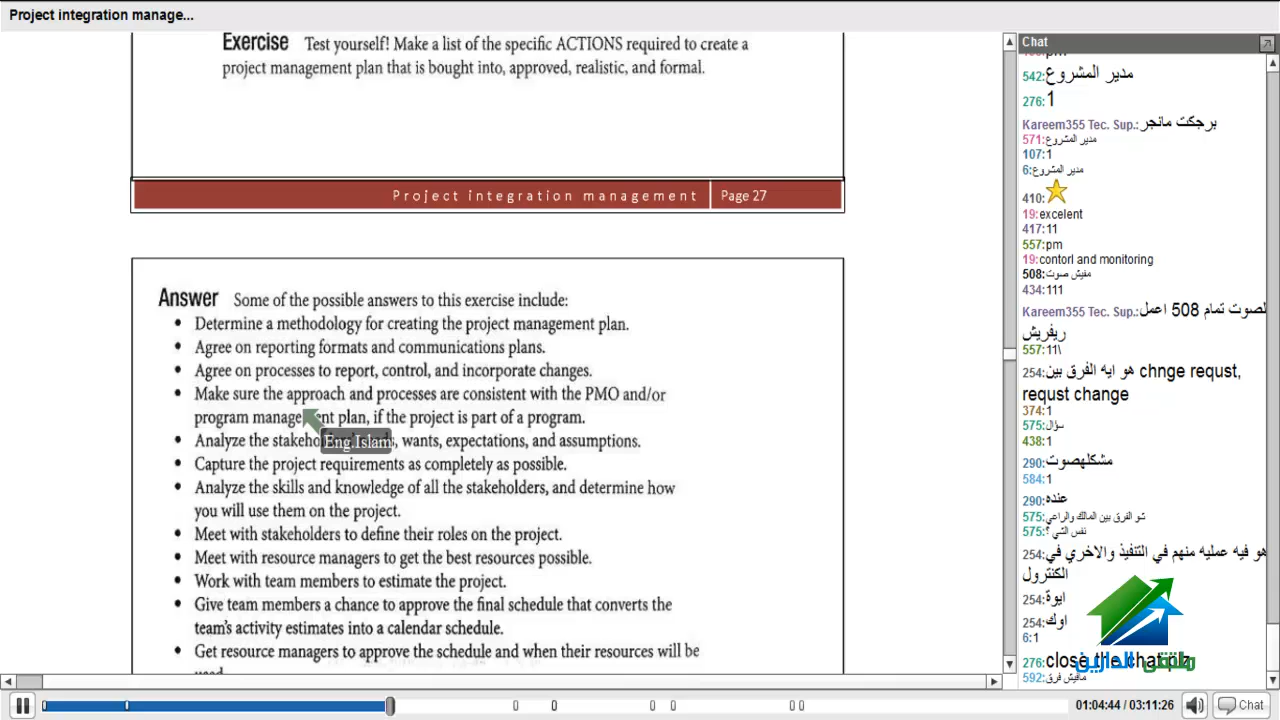 Project integration manage...
Exercise Test yourself! Make a list of the specific ACTIONS required to create a
project management plan that is bought into, approved, realistic, and formal.
Project integration management Page 27
Answer Some of the possible answers to this exercise include:
• Determine a methodology for creating the project management plan.
• Agree on reporting formats and communications plans.
• Agree on processes to report, control, and incorporate changes.
• Make sure the approach and processes are consistent with the PMO and/or
program management plan, if the project is part of a program.
• Analyze the stakeho , wants, expectations, and assumptions.
Eng.Islam
• Capture the project requirements as completely as possible.
• Analyze the skills and knowledge of all the stakeholders, and determine how
you will use them on the project.
• Meet with stakeholders to define their roles on the project.
• Meet with resource managers to get the best resources possible.
• Work with team members to estimate the project.
• Give team members a chance to approve the final schedule that converts the
team's activity estimates into a calendar schedule.
• Get resource managers to approve the schedule and when their resources will be
used
Chat
542: مدير المشروع
276: 1
Kareem355 Tec. Sup.: برجكت مانجر
571: مدير المشروع
107: 1
6: مدير المشروع
410:
19: excelent
417: 11
557: pm
19: contorl and monitoring
508: مفيش صوت
434: 111
Kareem355 Tec. Sup.: لصوت تمام 508 اعمل
ريفريش
557: 11\
254: هو ايه الفرق بين chnge requst,
requst change
374: 1
575: سؤال
438: 1
290: مشكلهصوت
584: 1
290: عنده
575: شو الفرق بين المالك والراعي
575: نفس الشي ؟
254: هو فيه عمليه منهم في التنفيذ والاخري في
الكنترول
254: ايوة
254: اوك
6: 1
276: close the chat plz
592: مافيش فرق
ملتقى الدارين
01:04:44 / 03:11:26
Chat